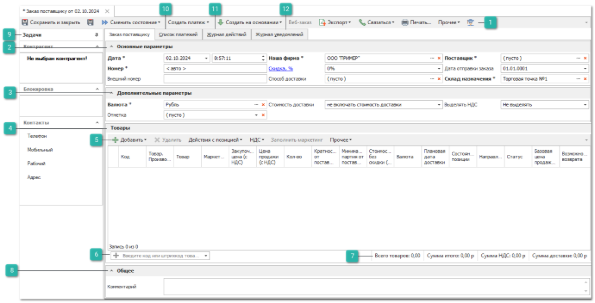 10 11 12
* Заказ поставщику от 02.10.2024
Сохранить и закрыть Сменить состояние Создать платеж Создать на основании Веб-заказ Экспорт Связаться Печать... Прочее 1
9 Задачи Заказ поставщику Список платежей Журнал действий Журнал уведомлений
2 Контрагент Основные параметры
Не выбран контрагент! Дата * 02.10.2024 9:57:11 Наша фирма * ООО "ПРИМЕР" Поставщик * (пусто)
Номер * < авто > Скидка, % 0% Дата отправки заказа 01.01.0001
Внешний номер Способ доставки (пусто) Склад назначения * Торговая точка №1
3 Блокировка Дополнительные параметры
Валюта * Рубль Стоимость доставки не включать стоимость доставки Выделять НДС Не выделять
Отметка (пусто)
4 Контакты Товары
Телефон 5 Добавить Удалить Действия с позицией НДС Заполнить маркетинг Прочее
Мобильный
Рабочий
Адрес
Код Товар. Произво... Товар Маркет... Закупоч... цена (с НДС) Цена продажи (с НДС) Кол-во Кратнос... от постав... Миним... партия от постав... Стоимос... без скидки (... Валюта Плановая дата доставки Состоян... позиции Направл... Статус Базовая цена продаж... Возможно... возврата
Запись 0 из 0
6 Введите код или штрихкод това... 7 Всего товаров: 0,00 Сумма итого: 0,00 р Сумма НДС: 0,00 р Сумма доставки: 0,00 р
8 Общее
Комментарий